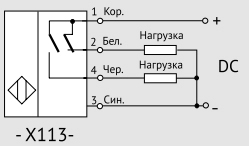 1 Кор. +
2 Бел. Нагрузка
DC
4 Чер. Нагрузка
3 Син. -
- X113-